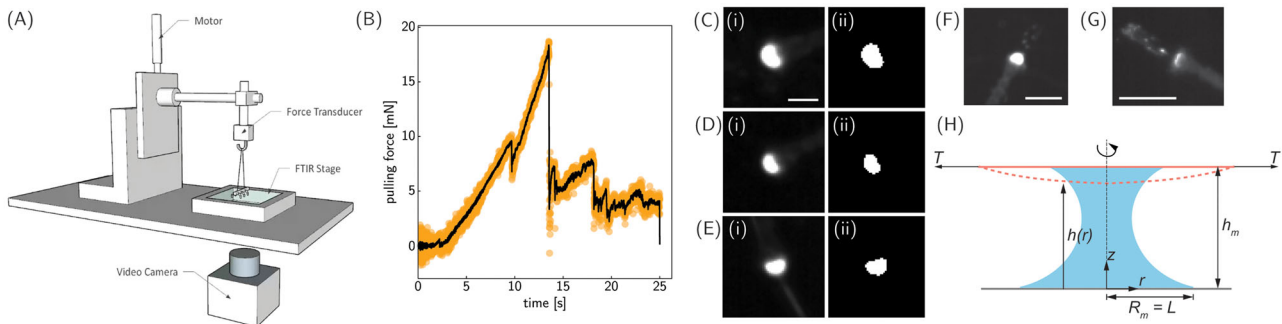 (A)
Motor
Force Transducer
FTIR Stage
Video Camera
(B)
pulling force [mN]
20
15
10
5
0
0
5
10
15
20
25
time [s]
(C) (i) (ii)
(D) (i) (ii)
(E) (i) (ii)
(F)
(G)
(H)
T T
h(r)
h_m
z
r
R_m = L